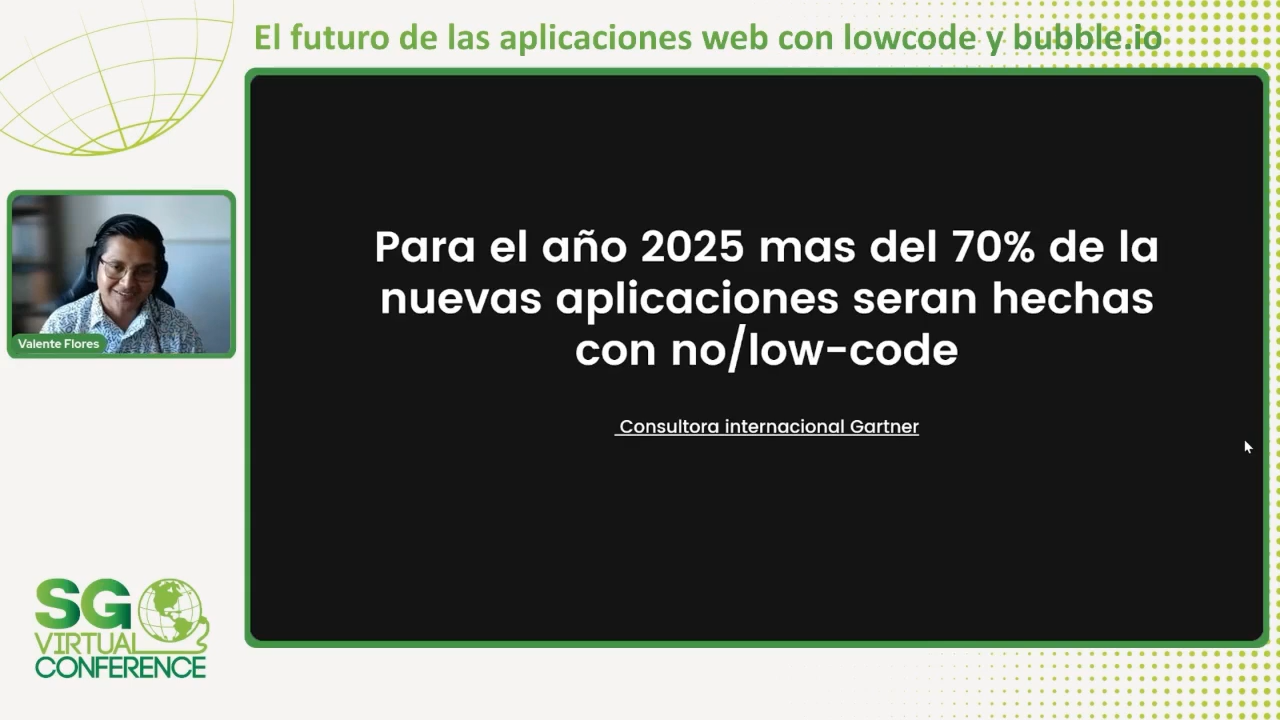 El futuro de las aplicaciones web con lowcode y bubble.io
Para el año 2025 mas del 70% de la
nuevas aplicaciones seran hechas
con no/low-code
Consultora internacional Gartner
Valente Flores
SG
VIRTUAL
CONFERENCE